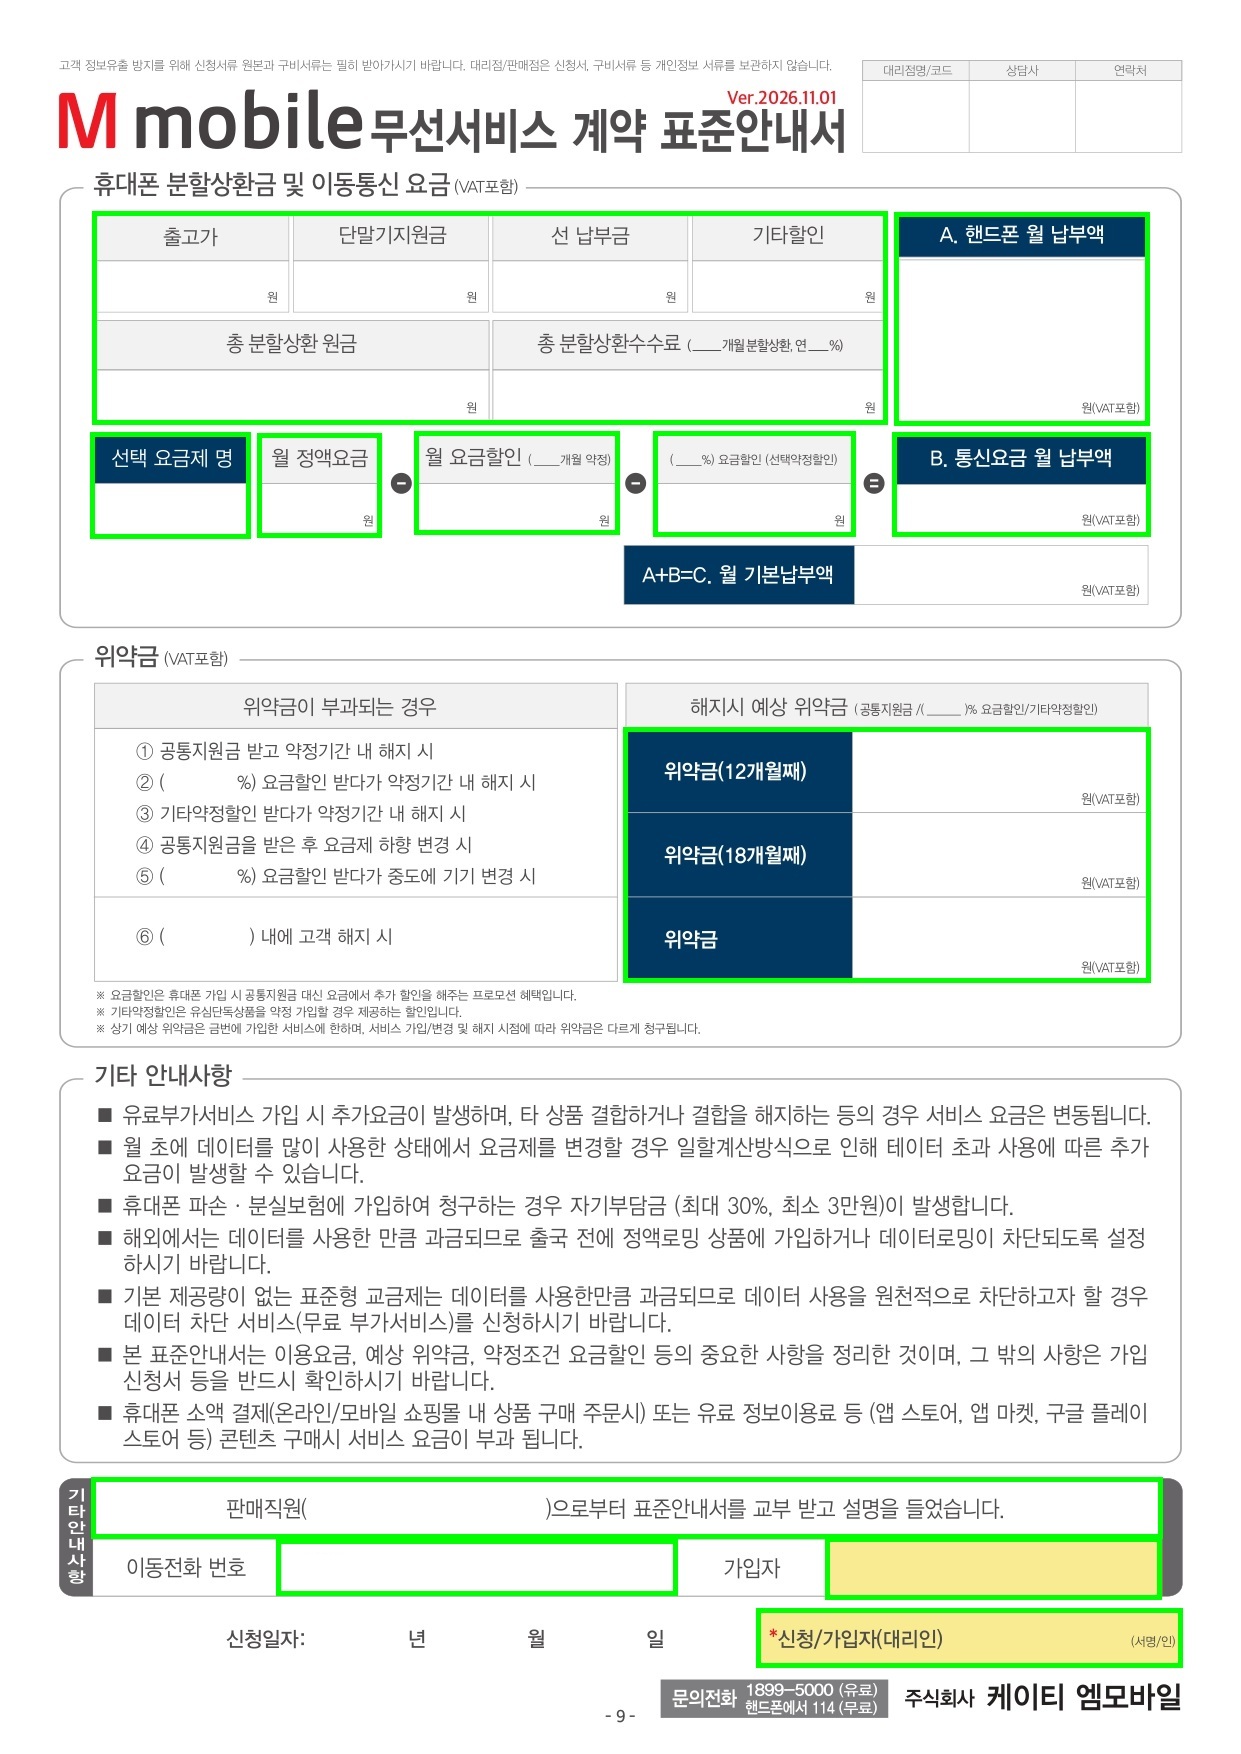 고객 정보유출 방지를 위해 신청서류 원본과 구비서류는 필히 받아가시기 바랍니다. 대리점/판매점은 신청서, 구비서류 등 개인정보 서류를 보관하지 않습니다.
대리점명/코드 상담사 연락처
Ver.2026.11.01
M mobile 무선서비스 계약 표준안내서
휴대폰 분할상환금 및 이동통신 요금 (VAT포함)
출고가 단말기지원금 선 납부금 기타할인 A. 핸드폰 월 납부액
원 원 원 원
총 분할상환 원금 총 분할상환수수료 (____개월분할상환, 연___%)
원 원 원(VAT포함)
선택 요금제 명 월 정액요금 - 월 요금할인 (____개월 약정) - (____%) 요금할인 (선택약정할인) = B. 통신요금 월 납부액
원 원 원 원(VAT포함)
A+B=C. 월 기본납부액 원(VAT포함)
위약금 (VAT포함)
위약금이 부과되는 경우 해지시 예상 위약금 (공통지원금 /(_____ )% 요금할인/기타약정할인)
① 공통지원금 받고 약정기간 내 해지 시
② ( %) 요금할인 받다가 약정기간 내 해지 시
③ 기타약정할인 받다가 약정기간 내 해지 시
④ 공통지원금을 받은 후 요금제 하향 변경 시
⑤ ( %) 요금할인 받다가 중도에 기기 변경 시
⑥ ( ) 내에 고객 해지 시
위약금(12개월째) 원(VAT포함)
위약금(18개월째) 원(VAT포함)
위약금 원(VAT포함)
※ 요금할인은 휴대폰 가입 시 공통지원금 대신 요금에서 추가 할인을 해주는 프로모션 혜택입니다.
※ 기타약정할인은 유심단독상품을 약정 가입할 경우 제공하는 할인입니다.
※ 상기 예상 위약금은 금번에 가입한 서비스에 한하며, 서비스 가입/변경 및 해지 시점에 따라 위약금은 다르게 청구됩니다.
기타 안내사항
■ 유료부가서비스 가입 시 추가요금이 발생하며, 타 상품 결합하거나 결합을 해지하는 등의 경우 서비스 요금은 변동됩니다.
■ 월 초에 데이터를 많이 사용한 상태에서 요금제를 변경할 경우 일할계산방식으로 인해 테이터 초과 사용에 따른 추가
요금이 발생할 수 있습니다.
■ 휴대폰 파손 · 분실보험에 가입하여 청구하는 경우 자기부담금 (최대 30%, 최소 3만원)이 발생합니다.
■ 해외에서는 데이터를 사용한 만큼 과금되므로 출국 전에 정액로밍 상품에 가입하거나 데이터로밍이 차단되도록 설정
하시기 바랍니다.
■ 기본 제공량이 없는 표준형 교금제는 데이터를 사용한만큼 과금되므로 데이터 사용을 원천적으로 차단하고자 할 경우
데이터 차단 서비스(무료 부가서비스)를 신청하시기 바랍니다.
■ 본 표준안내서는 이용요금, 예상 위약금, 약정조건 요금할인 등의 중요한 사항을 정리한 것이며, 그 밖의 사항은 가입
신청서 등을 반드시 확인하시기 바랍니다.
■ 휴대폰 소액 결제(온라인/모바일 쇼핑몰 내 상품 구매 주문시) 또는 유료 정보이용료 등 (앱 스토어, 앱 마켓, 구글 플레이
스토어 등) 콘텐츠 구매시 서비스 요금이 부과 됩니다.
기타안내사항
판매직원( )으로부터 표준안내서를 교부 받고 설명을 들었습니다.
이동전화 번호 가입자
신청일자: 년 월 일 *신청/가입자(대리인) (서명/인)
문의전화 1899-5000 (유료)
핸드폰에서 114 (무료)
주식회사 케이티 엠모바일
- 9 -